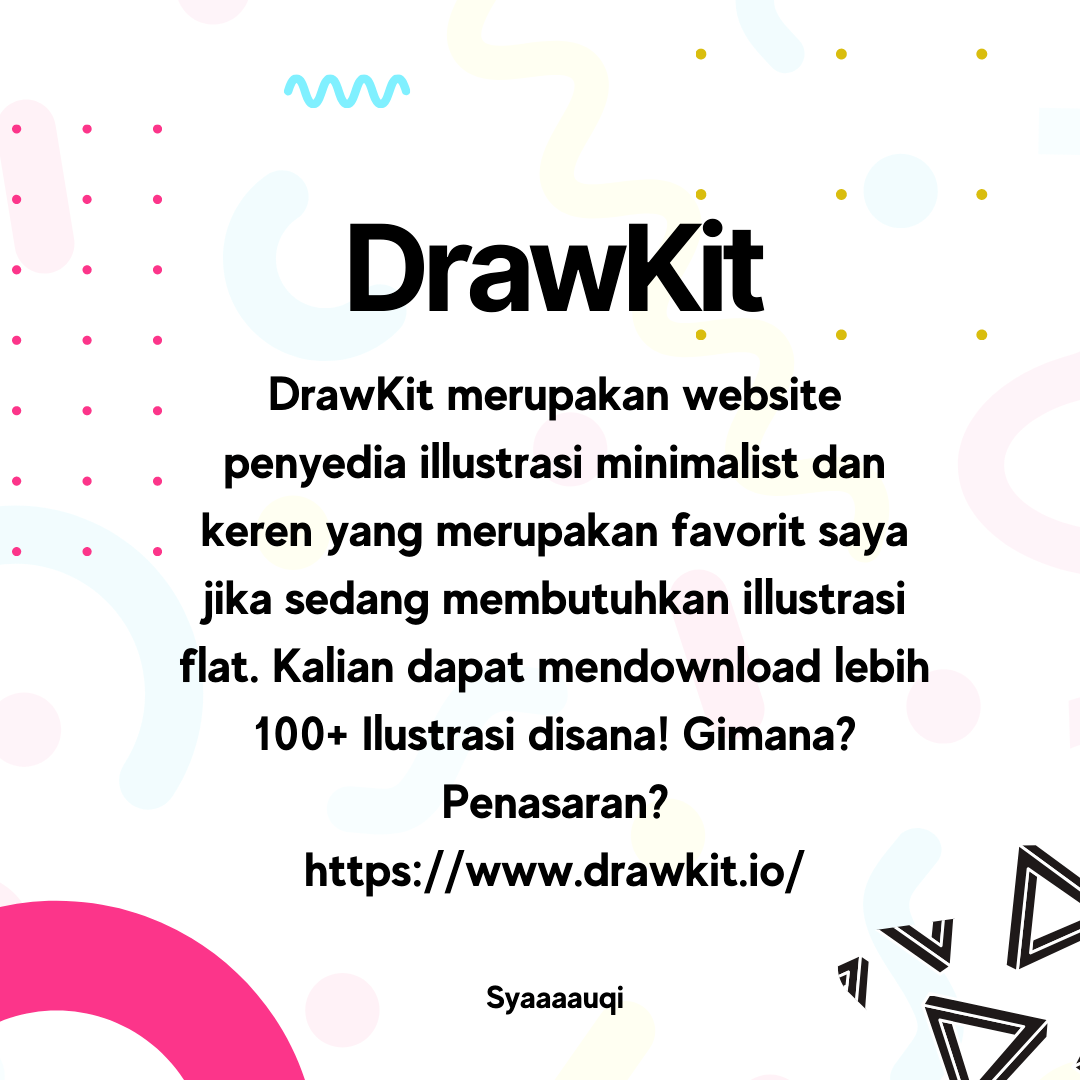 DrawKit
DrawKit merupakan website
penyedia illustrasi minimalist dan
keren yang merupakan favorit saya
jika sedang membutuhkan illustrasi
flat. Kalian dapat mendownload lebih
100+ Ilustrasi disana! Gimana?
Penasaran?
https://www.drawkit.io/
Syaaaauqi